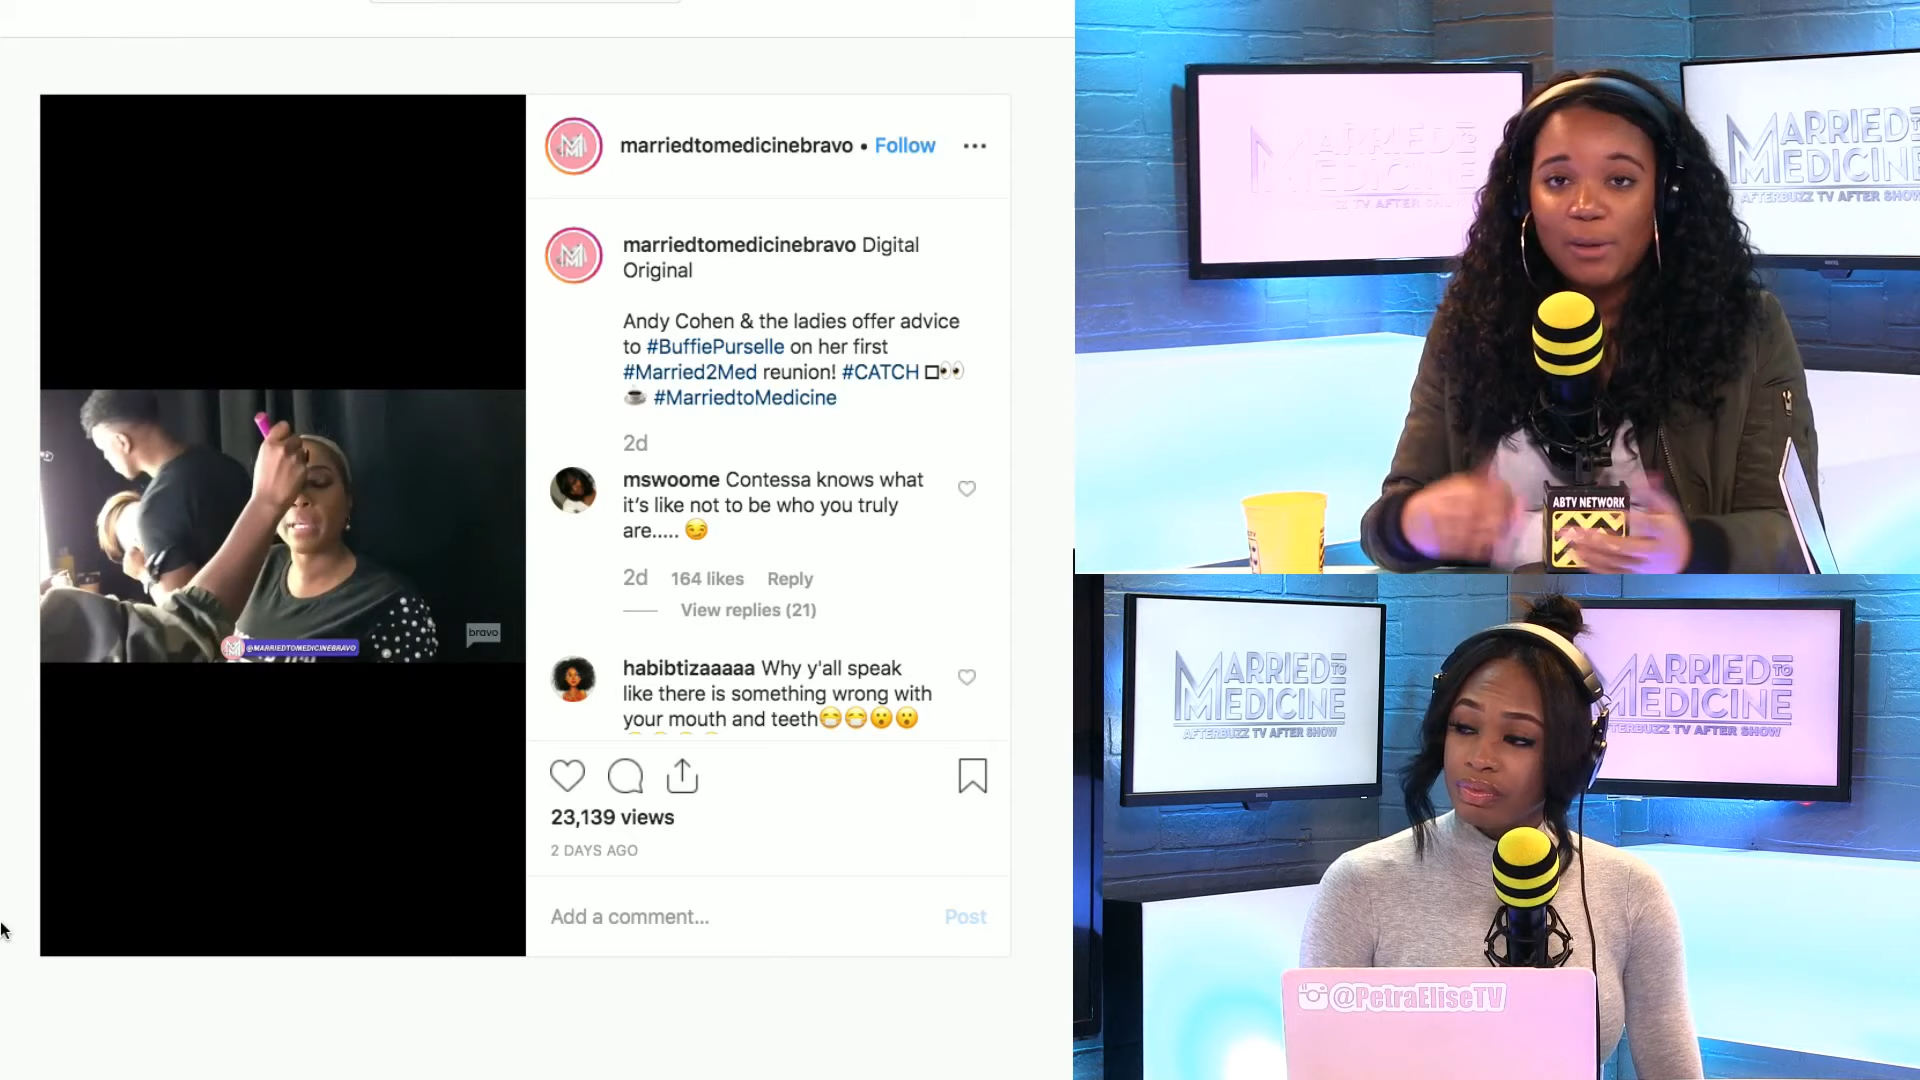 marriedtomedicinebravo • Follow
marriedtomedicinebravo Digital
Original
Andy Cohen & the ladies offer advice
to #BuffiePurselle on her first
#Married2Med reunion! #CATCH
#MarriedtoMedicine
2d
mswoome Contessa knows what
it's like not to be who you truly
are.....
2d 164 likes Reply
View replies (21)
habibtizaaaaa Why y'all speak
like there is something wrong with
your mouth and teeth
23,139 views
2 DAYS AGO
Add a comment... Post
@MARRIEDTOMEDICINEBRAVO
bravo
MARRIED TO
MEDICINE
MARRIED TO
MEDICINE
AFTERBUZZ TV AFTER SHOW
ABTV NETWORK
MARRIED TO
MEDICINE
AFTERBUZZ TV AFTER SHOW
MARRIED TO
MEDICINE
TERBUZZ TV AFTER SHOW
@PetraEliseTV